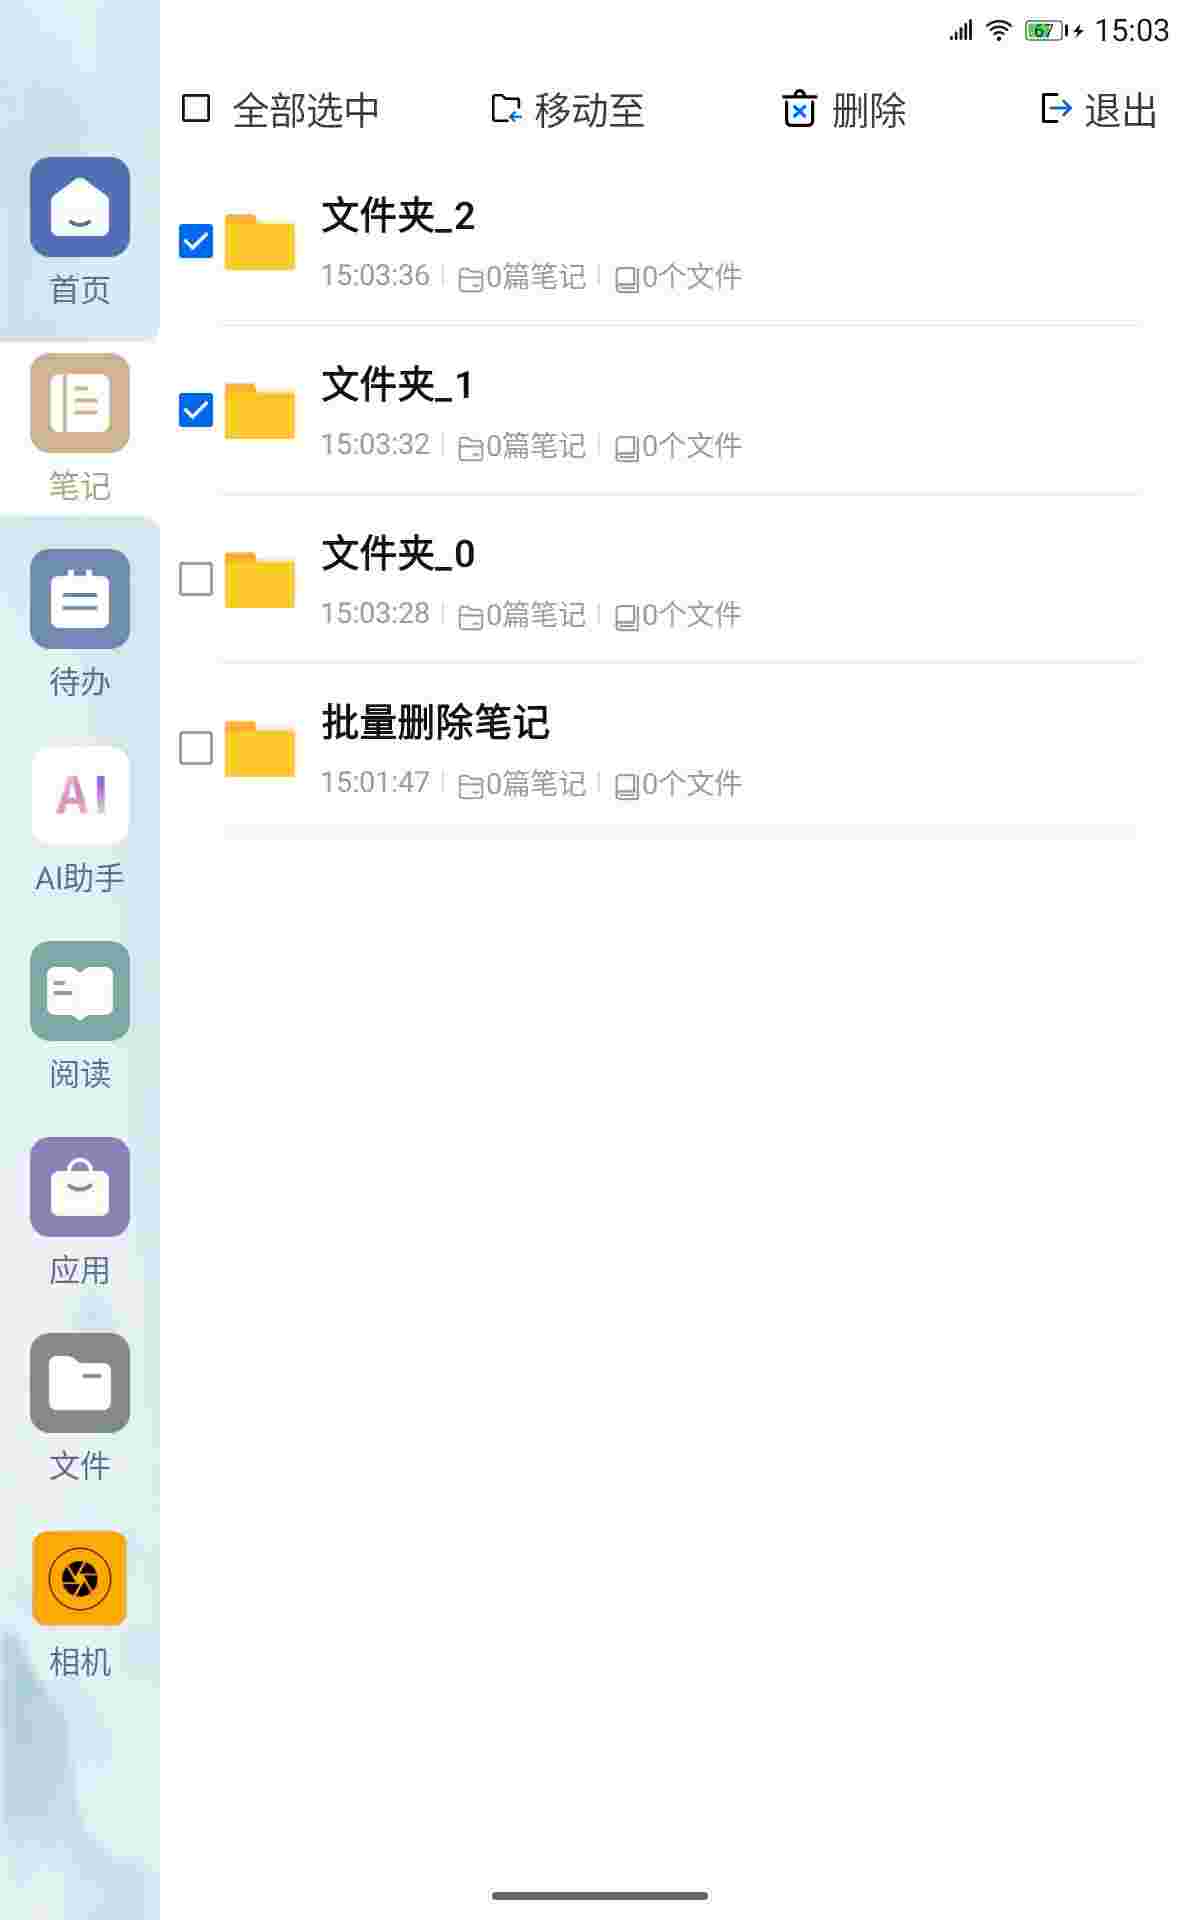 67 15:03
全部选中 移动至 删除 退出
文件夹_2
15:03:36 0篇笔记 0个文件
文件夹_1
15:03:32 0篇笔记 0个文件
文件夹_0
15:03:28 0篇笔记 0个文件
批量删除笔记
15:01:47 0篇笔记 0个文件
首页
笔记
待办
AI
AI助手
阅读
应用
文件
相机